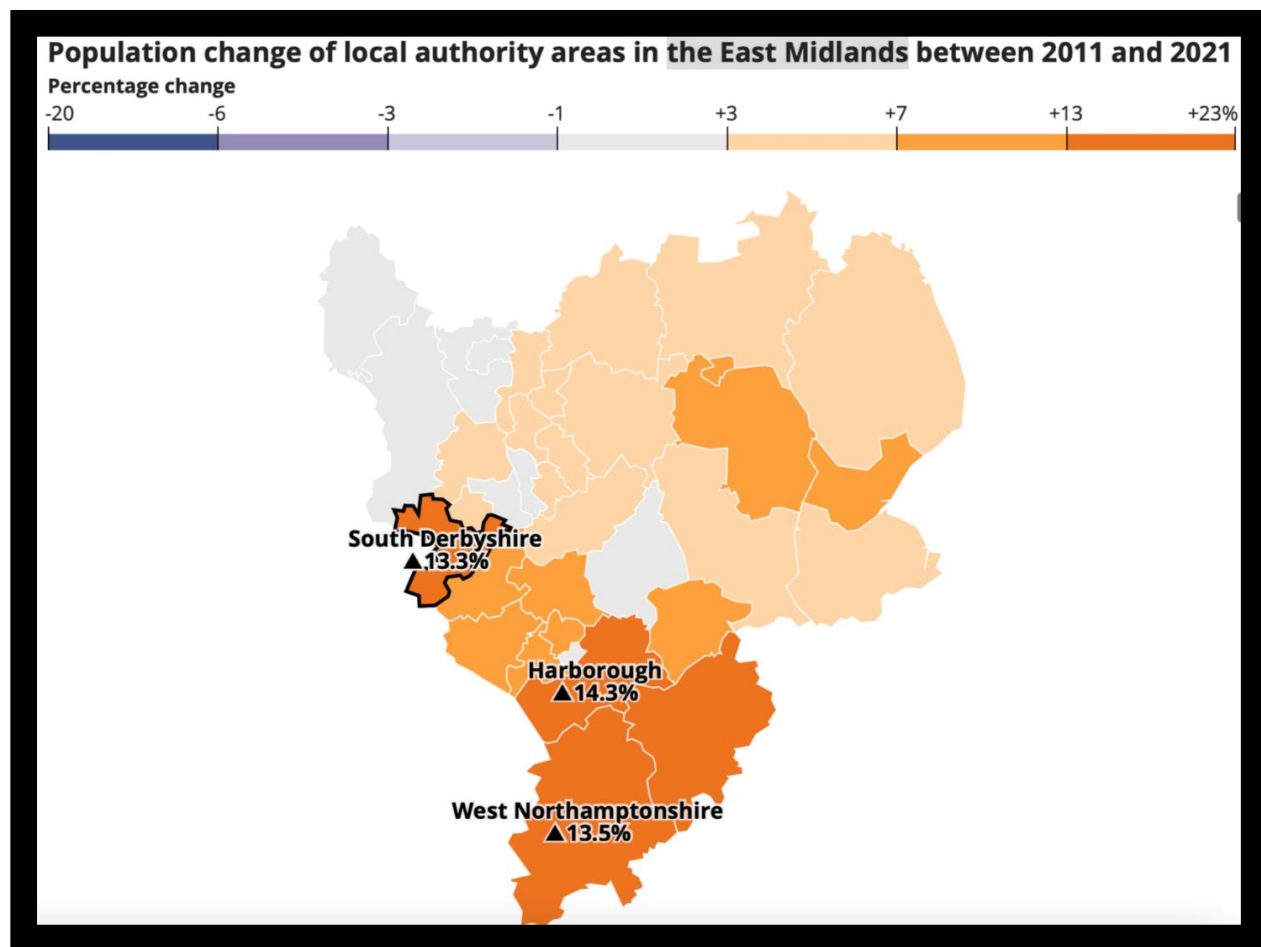 Population change of local authority areas in the East Midlands between 2011 and 2021
Percentage change
-20 -6 -3 -1 +3 +7 +13 +23%
South Derbyshire
▲13.3%
Harborough
▲14.3%
West Northamptonshire
▲13.5%